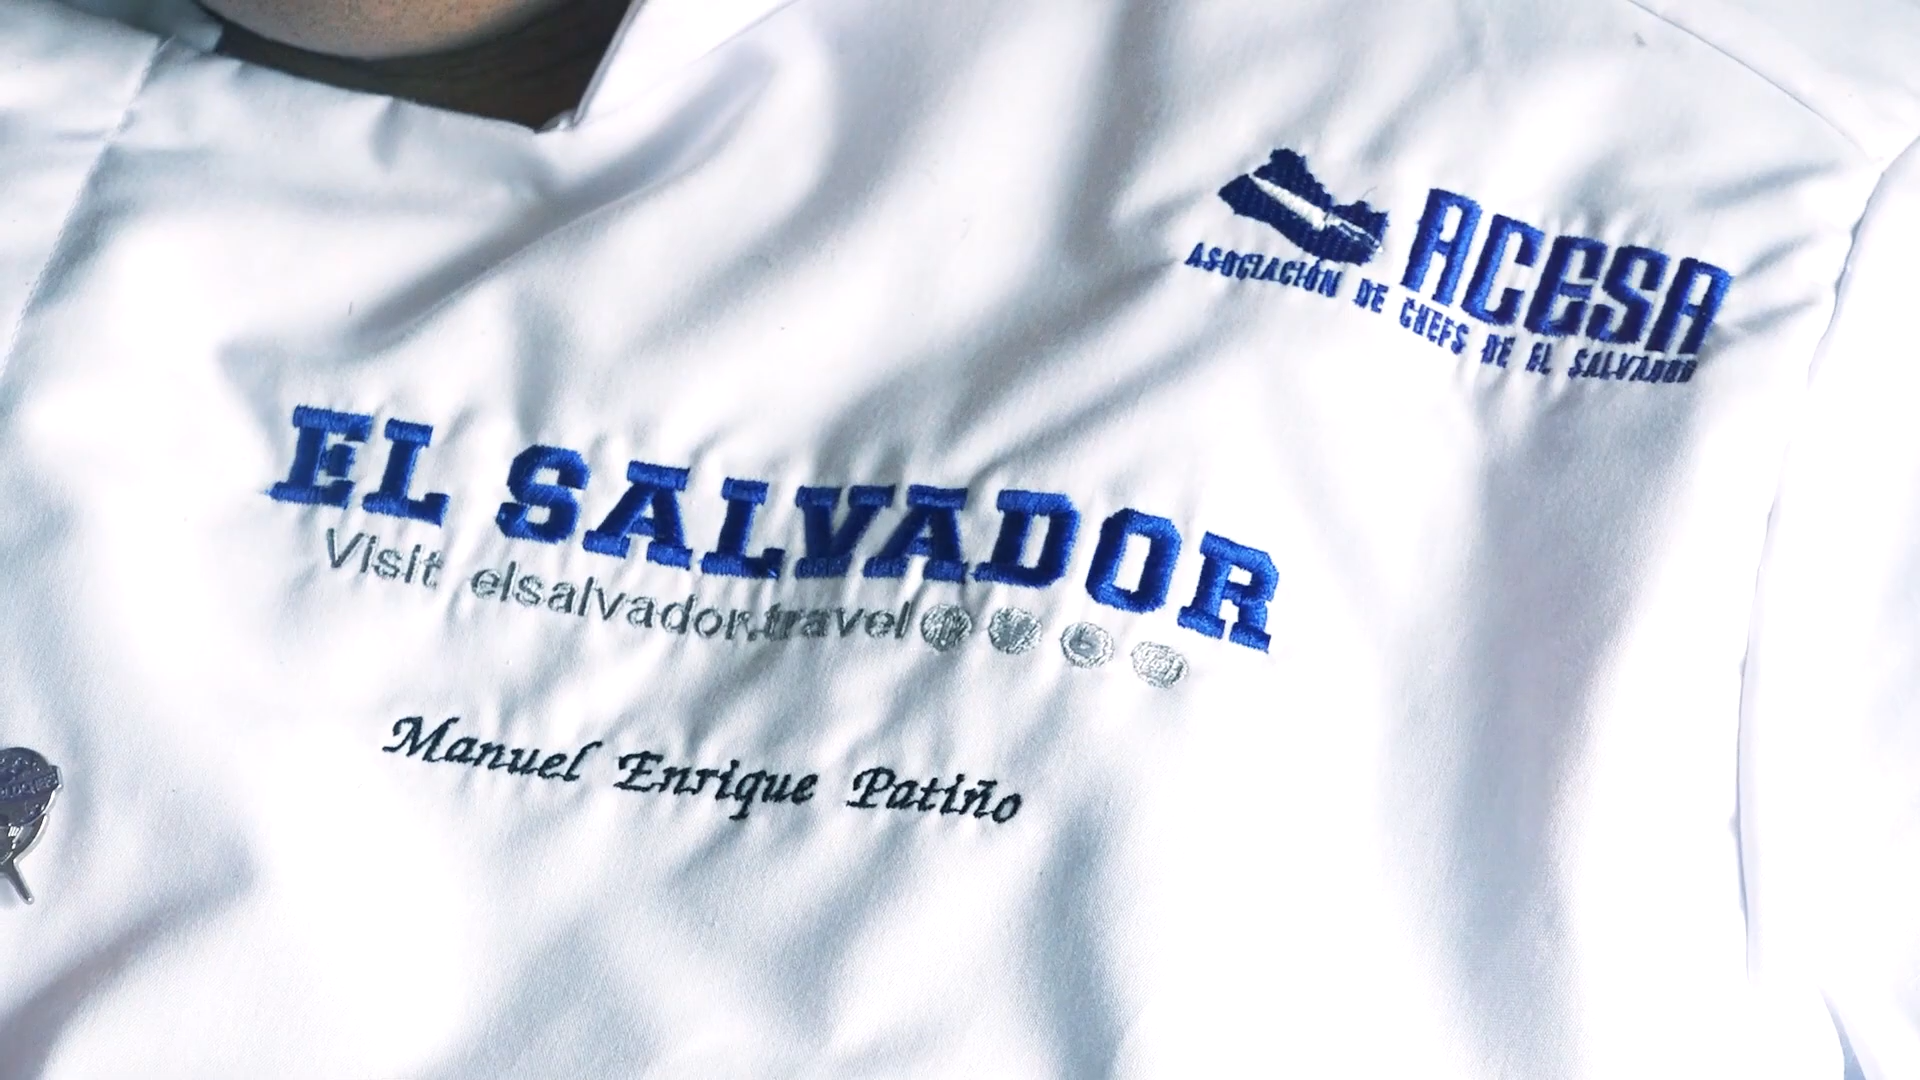 ACESA
ASOCIACIÓN DE CHEFS DE EL SALVADOR
EL SALVADOR
Visit elsalvador.travel
Manuel Enrique Patiño